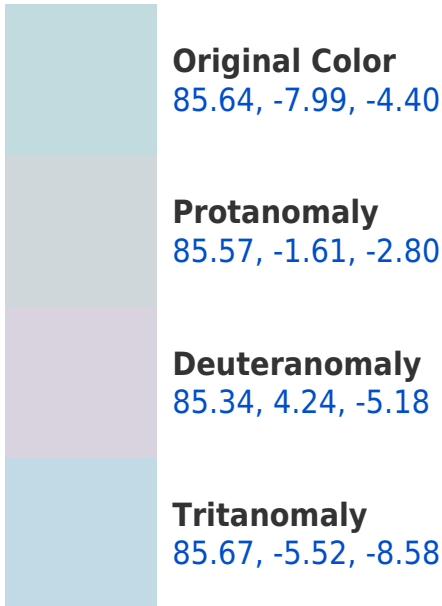 Original Color
85.64, -7.99, -4.40
Protanomaly
85.57, -1.61, -2.80
Deuteranomaly
85.34, 4.24, -5.18
Tritanomaly
85.67, -5.52, -8.58